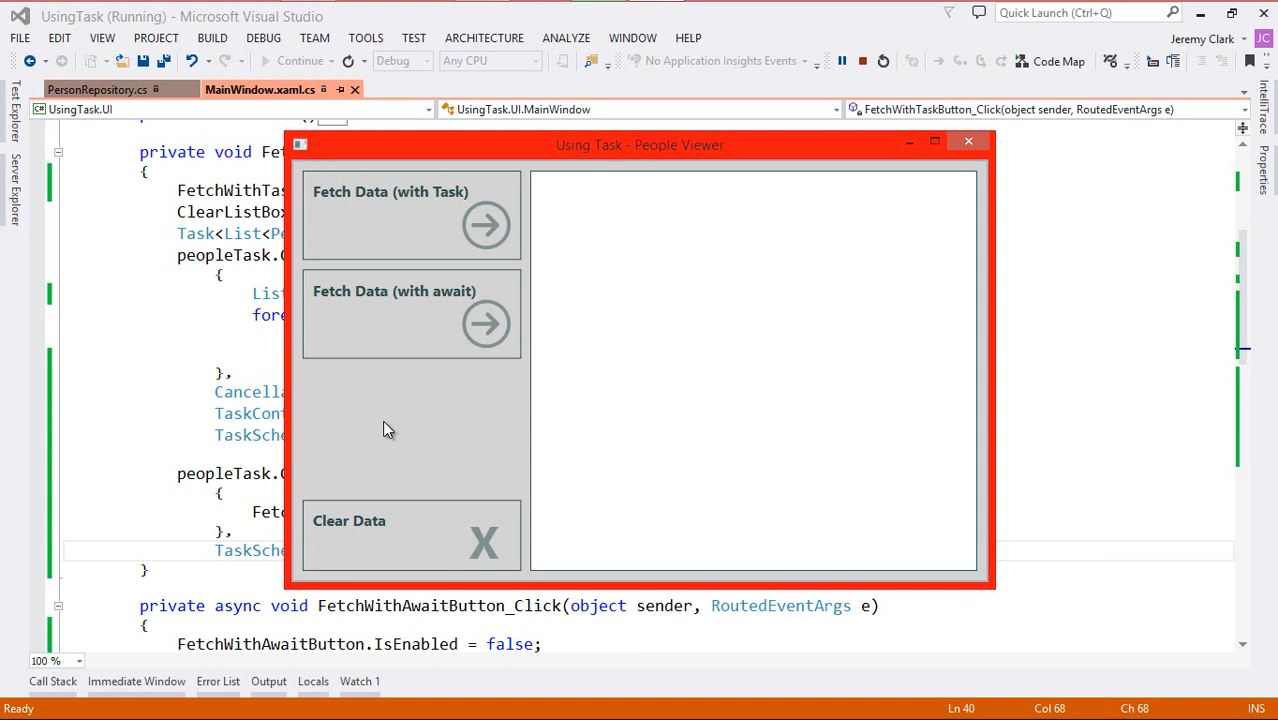 UsingTask (Running) - Microsoft Visual Studio
Quick Launch (Ctrl+Q)
FILE EDIT VIEW PROJECT BUILD DEBUG TEAM TOOLS TEST ARCHITECTURE ANALYZE WINDOW HELP
Jeremy Clark JC
Continue Debug Any CPU No Application Insights Events Code Map
PersonRepository.cs MainWindow.xaml.cs
UsingTask.UI UsingTask.UI.MainWindow FetchWithTaskButton_Click(object sender, RoutedEventArgs e)
Test Explorer
Server Explorer
IntelliTrace
Properties
private void Fe
{
FetchWithTas
ClearListBox
Task<List<Pe
peopleTask.C
{
List
fore
},
Cancella
TaskCont
TaskSche
peopleTask.C
{
Fetc
},
TaskSche
}
private async void FetchWithAwaitButton_Click(object sender, RoutedEventArgs e)
{
FetchWithAwaitButton.IsEnabled = false;
Using Task - People Viewer
Fetch Data (with Task)
Fetch Data (with await)
Clear Data
X
100 %
Call Stack Immediate Window Error List Output Locals Watch 1
Ready Ln 40 Col 68 Ch 68 INS